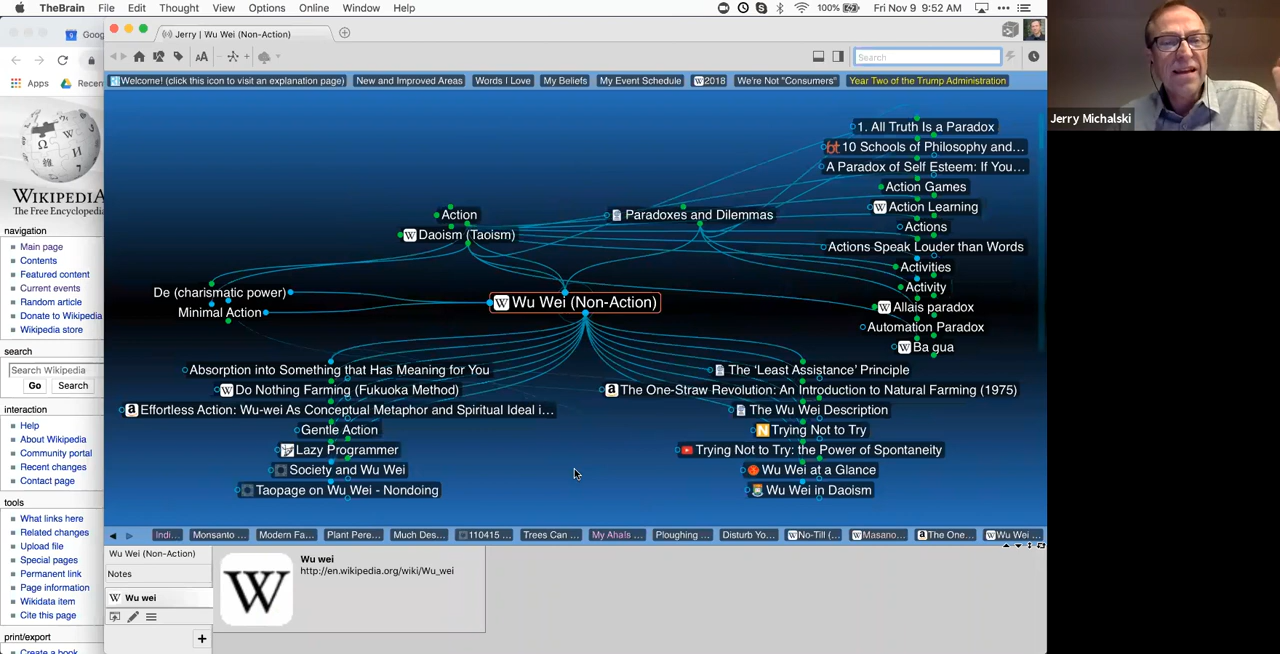 TheBrain File Edit Thought View Options Online Window Help 100% Fri Nov 9 9:52 AM
Goog
Jerry | Wu Wei (Non-Action)
AA
Search
Apps Recen
Welcome! (click this icon to visit an explanation page) New and Improved Areas Words I Love My Beliefs My Event Schedule 2018 We're Not "Consumers" Year Two of the Trump Administration
Jerry Michalski
1. All Truth Is a Paradox
bt 10 Schools of Philosophy and...
A Paradox of Self Esteem: If You...
Action Games
Action Learning
Actions
Actions Speak Louder than Words
Activities
Activity
Allais paradox
Automation Paradox
Ba gua
Action
Daoism (Taoism)
Paradoxes and Dilemmas
De (charismatic power)
Minimal Action
Wu Wei (Non-Action)
Absorption into Something that Has Meaning for You
Do Nothing Farming (Fukuoka Method)
Effortless Action: Wu-wei As Conceptual Metaphor and Spiritual Ideal i...
Gentle Action
Lazy Programmer
Society and Wu Wei
Taopage on Wu Wei - Nondoing
The 'Least Assistance' Principle
The One-Straw Revolution: An Introduction to Natural Farming (1975)
The Wu Wei Description
Trying Not to Try
Trying Not to Try: the Power of Spontaneity
Wu Wei at a Glance
Wu Wei in Daoism
Indi... Monsanto ... Modern Fa... Plant Pere... Much Des... 110415 ... Trees Can ... My AhaIs ... Ploughing ... Disturb Yo... No-Till (... Masano... The One... Wu Wei ...
Wu Wei (Non-Action)
Notes
Wu wei
Wu wei
http://en.wikipedia.org/wiki/Wu_wei
WIKIPEDIA
The Free Encyclopedia
navigation
Main page
Contents
Featured content
Current events
Random article
Donate to Wikipedia
Wikipedia store
search
Search Wikipedia
Go Search
interaction
Help
About Wikipedia
Community portal
Recent changes
Contact page
tools
What links here
Related changes
Upload file
Special pages
Permanent link
Page information
Wikidata item
Cite this page
print/export
Create a book